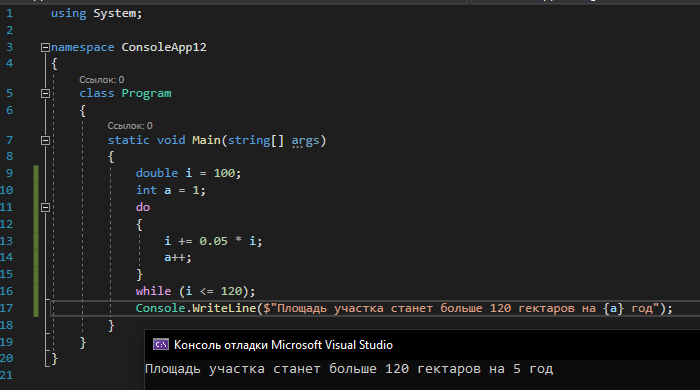 1 using System;
2
3 namespace ConsoleApp12
4 {
Ссылок: 0
5 class Program
6 {
Ссылок: 0
7 static void Main(string[] args)
8 {
9 double i = 100;
10 int a = 1;
11 do
12 {
13 i += 0.05 * i;
14 a++;
15 }
16 while (i <= 120);
17 Console.WriteLine($"Площадь участка станет больше 120 гектаров на {a} год");
18 }
19 }
20 }
21
C:\ Консоль отладки Microsoft Visual Studio
Площадь участка станет больше 120 гектаров на 5 год